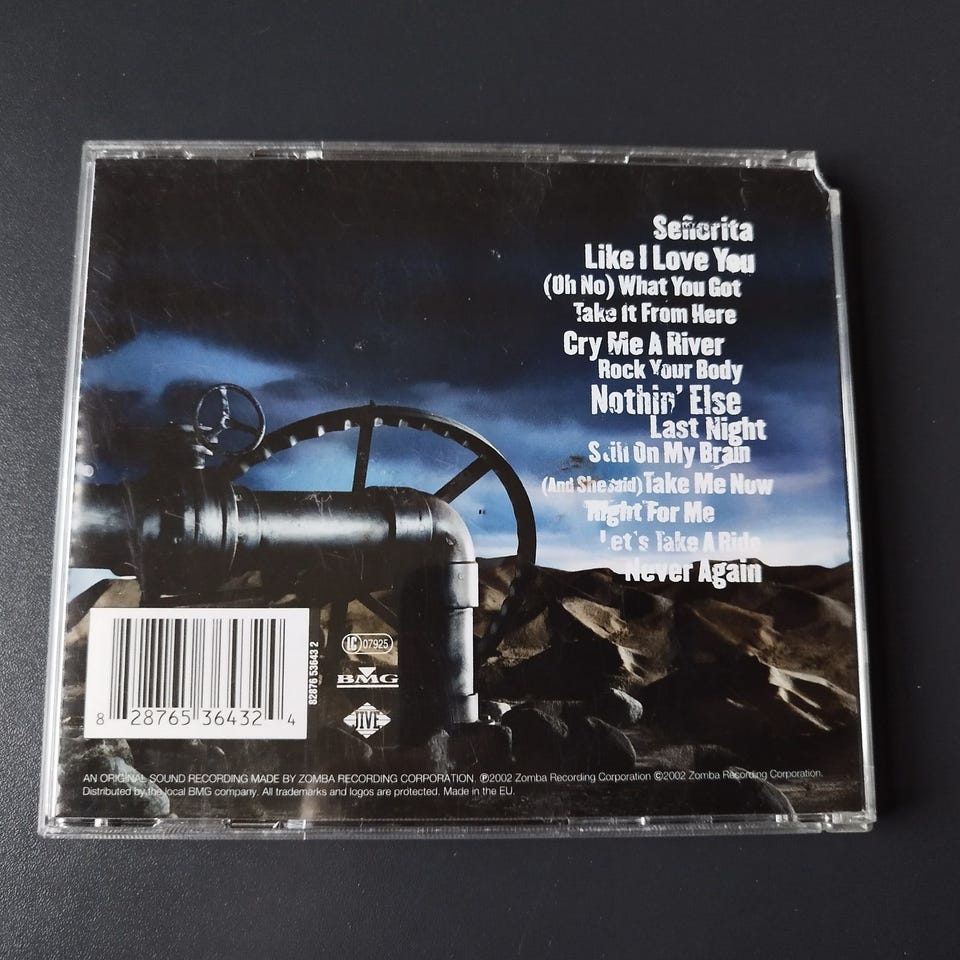 Señorita
Like I Love You
(Oh No) What You Got
Take It From Here
Cry Me A River
Rock Your Body
Nothin' Else
Last Night
Still On My Brain
(And She Said) Take Me Now
Right For Me
Let's Take A Ride
Never Again
LC 07925
BMG
JIVE
82876 53643 2
8 28765 36432 4
AN ORIGINAL SOUND RECORDING MADE BY ZOMBA RECORDING CORPORATION. ℗2002 Zomba Recording Corporation ©2002 Zomba Recording Corporation.
Distributed by the local BMG company. All trademarks and logos are protected. Made in the EU.